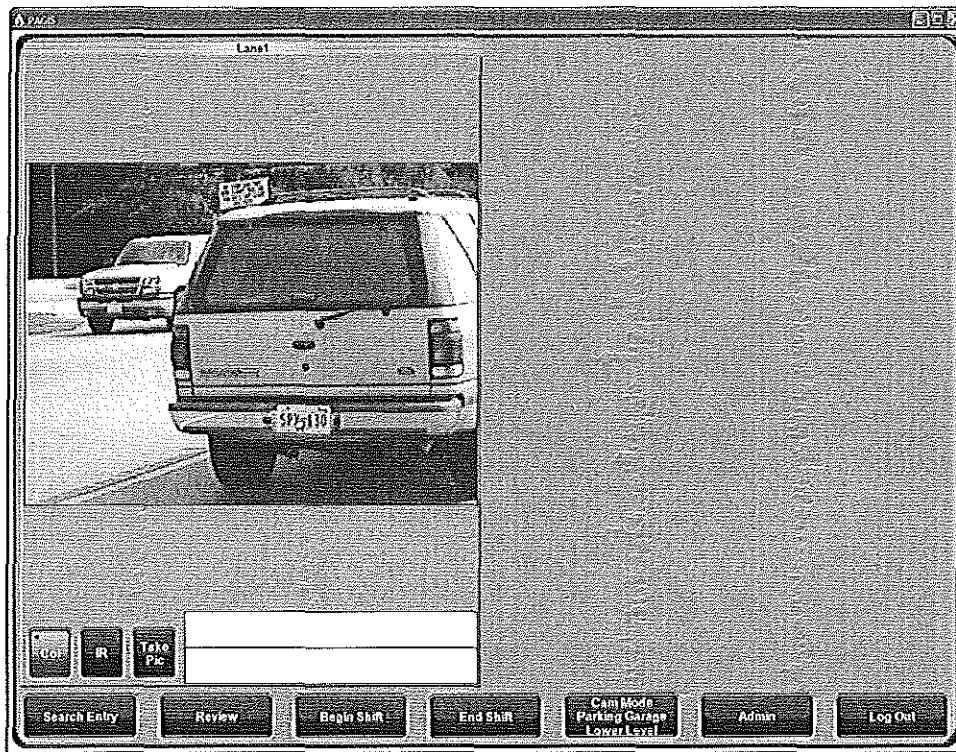 PAGIS
Lane1
Col
IR
Take
Pic
Search Entry
Review
Begin Shift
End Shift
Cam Mode
Parking Garage
Lower Level
Admin
Log Out